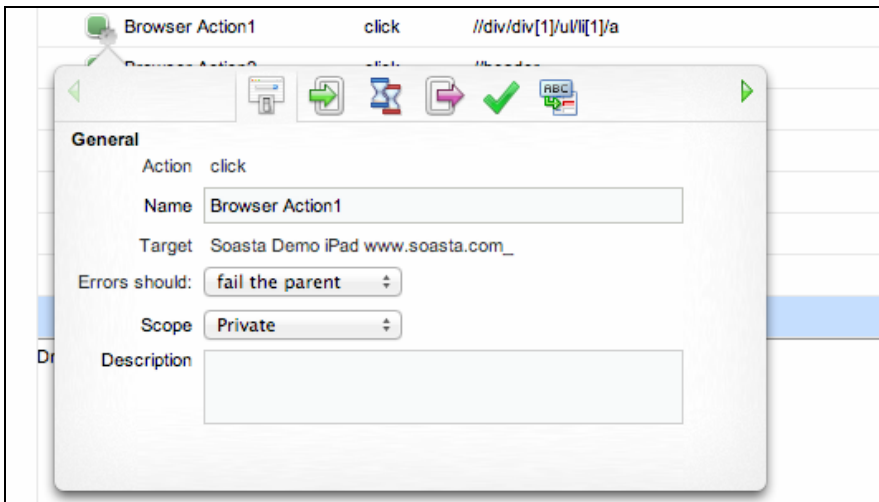 Browser Action1 click //div/div[1]/ul/li[1]/a
ABC
General
Action click
Name Browser Action1
Target Soasta Demo iPad www.soasta.com_
Errors should: fail the parent
Scope Private
Description